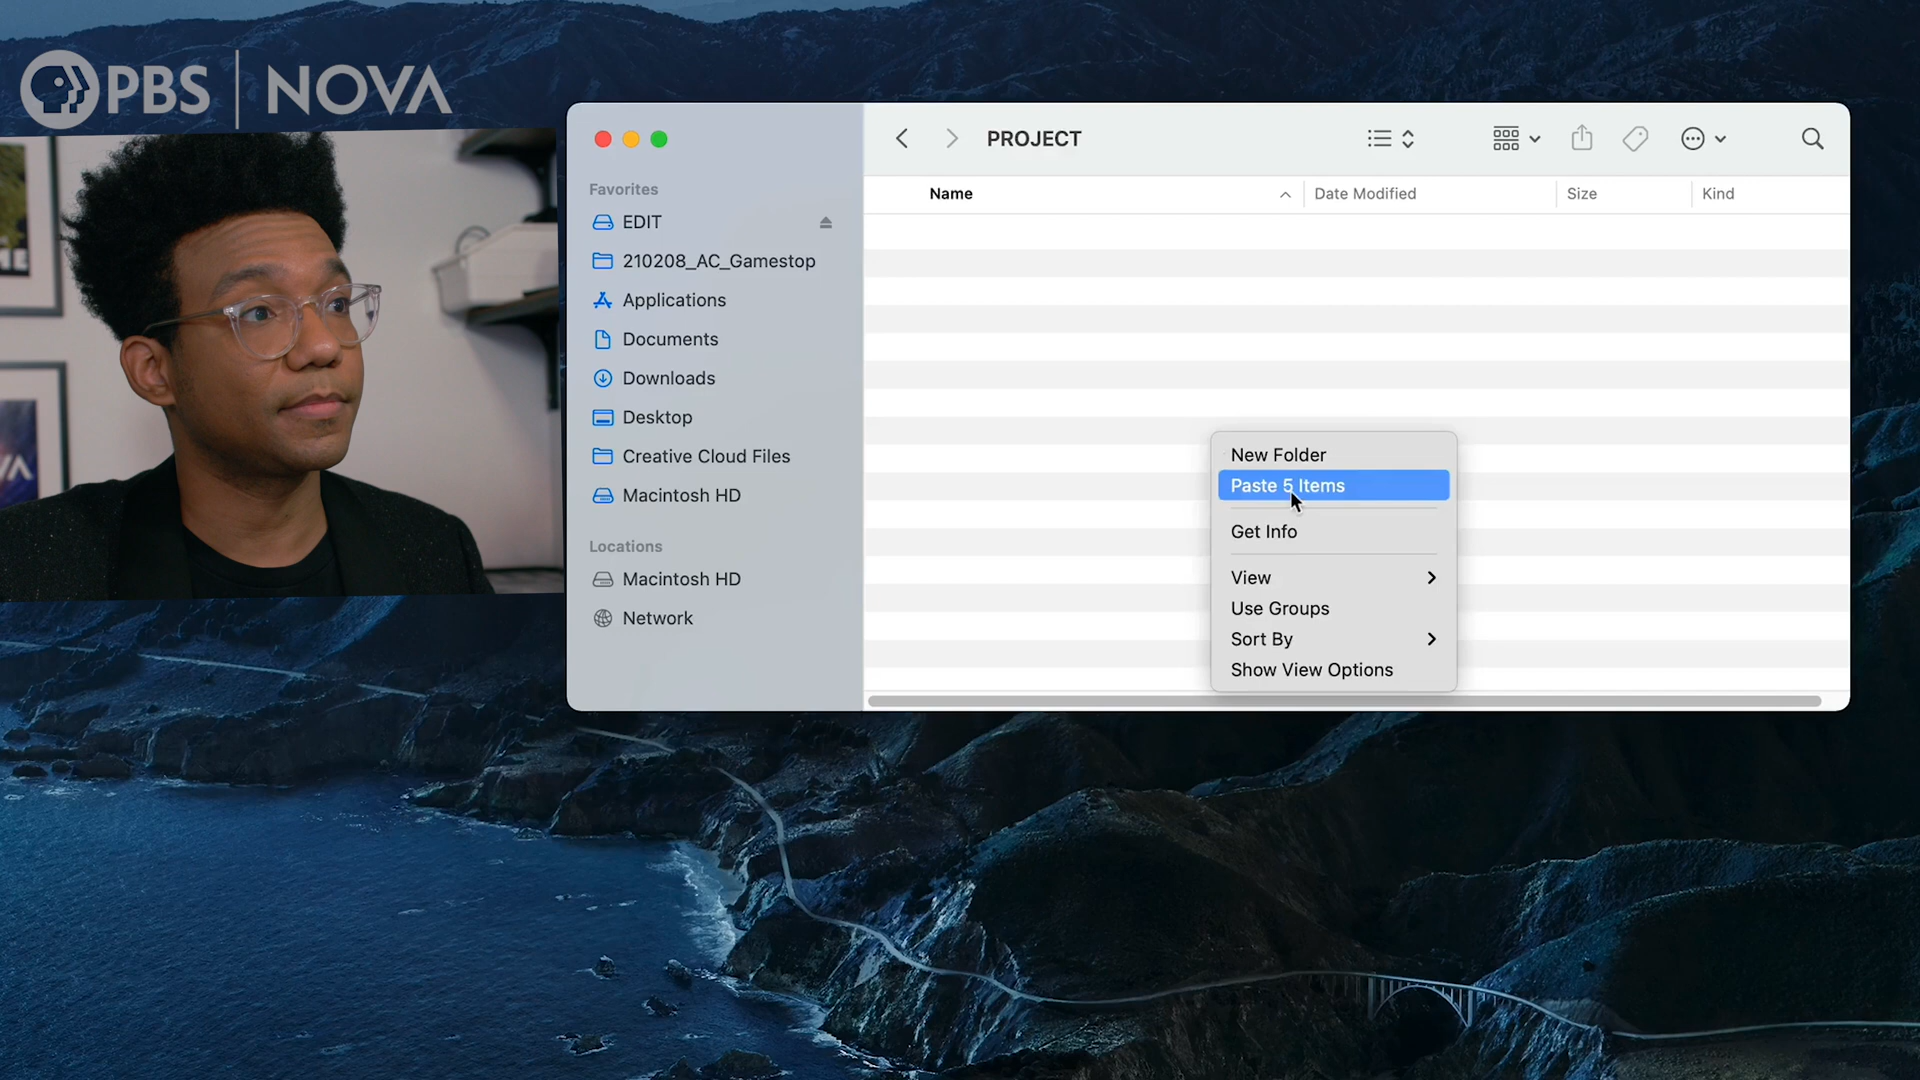 PBS | NOVA
PROJECT
Name
Date Modified
Size
Kind
Favorites
EDIT
210208_AC_Gamestop
Applications
Documents
Downloads
Desktop
Creative Cloud Files
Macintosh HD
Locations
Macintosh HD
Network
New Folder
Paste 5 Items
Get Info
View
Use Groups
Sort By
Show View Options